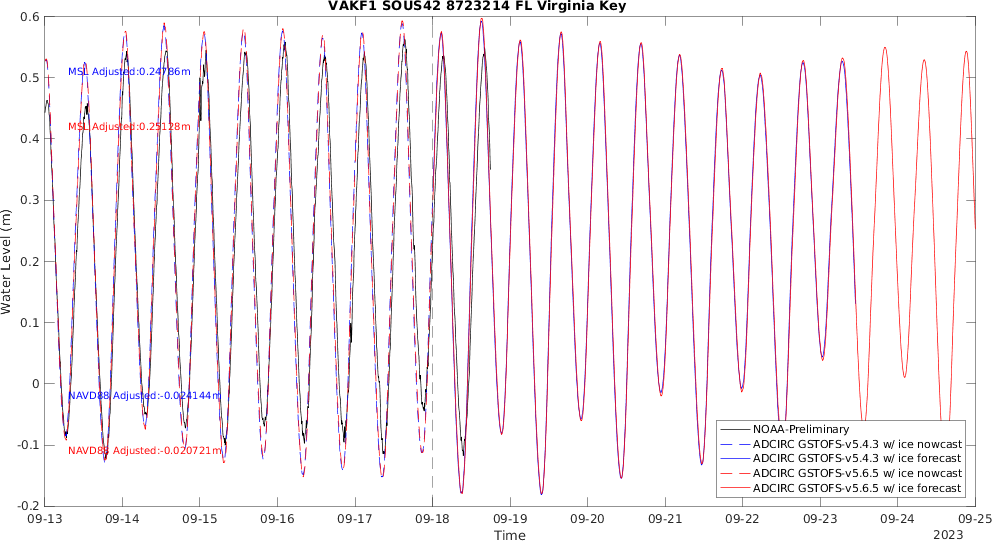 VAKF1 SOUS42 8723214 FL Virginia Key
0.6
0.5
0.4
0.3
0.2
0.1
0
-0.1
-0.2
Water Level (m)
MSL Adjusted:0.24786m
MSL Adjusted:0.25128m
NAVD88 Adjusted:-0.024144m
NAVD88 Adjusted:-0.020721m
NOAA-Preliminary
ADCIRC GSTOFS-v5.4.3 w/ ice nowcast
ADCIRC GSTOFS-v5.4.3 w/ ice forecast
ADCIRC GSTOFS-v5.6.5 w/ ice nowcast
ADCIRC GSTOFS-v5.6.5 w/ ice forecast
09-13 09-14 09-15 09-16 09-17 09-18 09-19 09-20 09-21 09-22 09-23 09-24 09-25
Time
2023